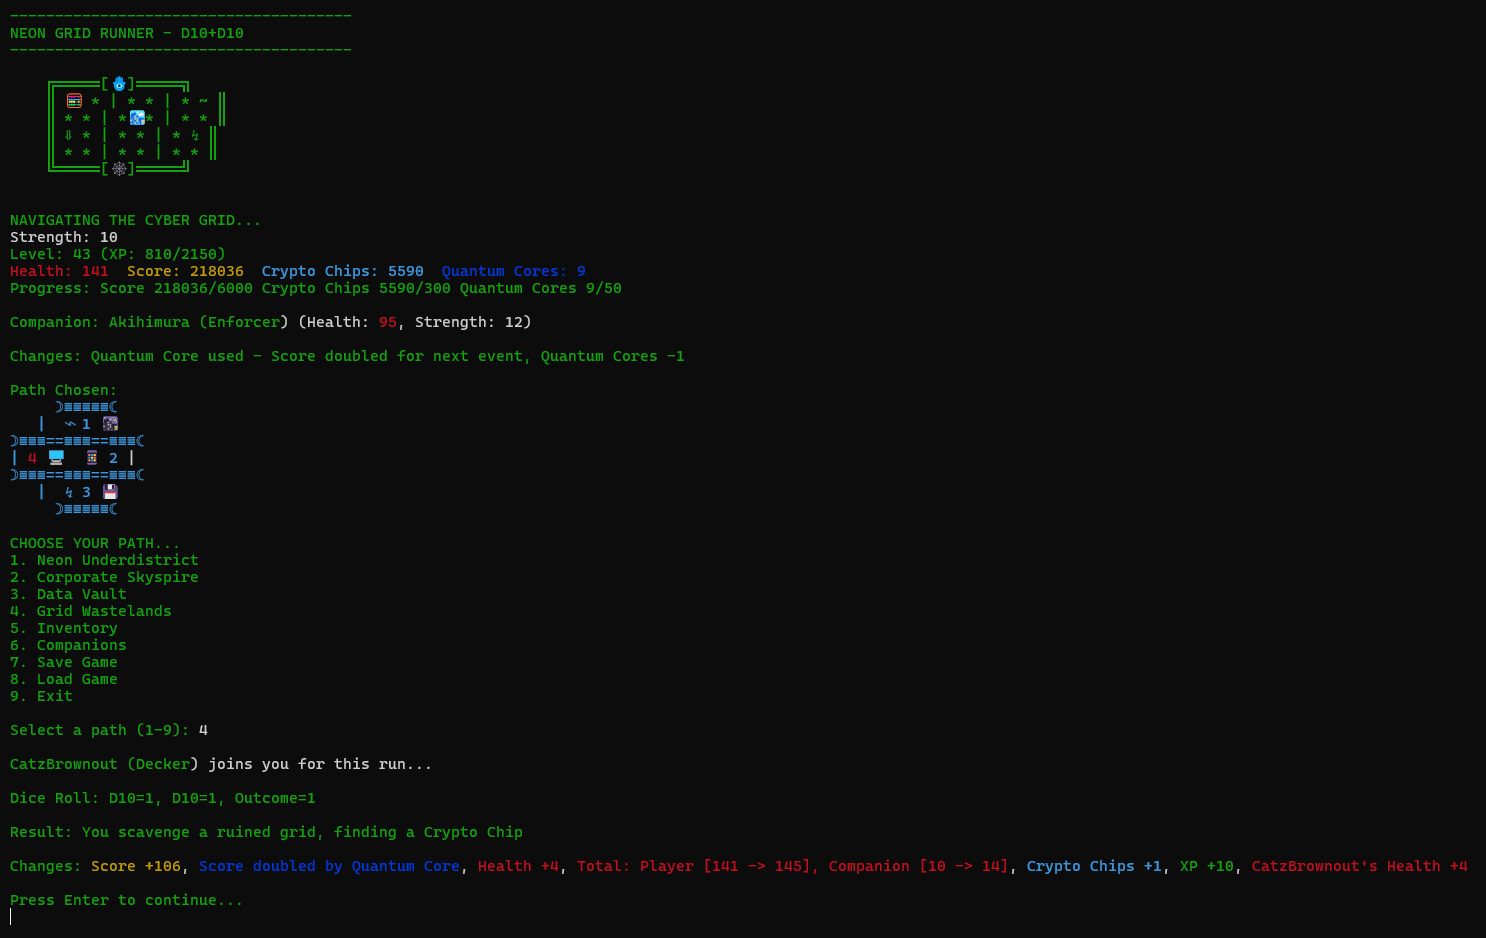 --------------------------------------
NEON GRID RUNNER - D10+D10
--------------------------------------
╔═════[🪬]═════╗
║ 📟 * | * * | * ~ ║
║ * * | *🌌* | * * ║
║ ⇓ * | * * | * ↯ ║
║ * * | * * | * * ║
╚═════[🕸]═════╝
NAVIGATING THE CYBER GRID...
Strength: 10
Level: 43 (XP: 810/2150)
Health: 141  Score: 218036  Crypto Chips: 5590  Quantum Cores: 9
Progress: Score 218036/6000 Crypto Chips 5590/300 Quantum Cores 9/50
Companion: Akihimura (Enforcer) (Health: 95, Strength: 12)
Changes: Quantum Core used - Score doubled for next event, Quantum Cores -1
Path Chosen:
☽≡≡≡≡≡☾
|  ⌁ 1 🌃
☽≡≡≡==≡≡≡==≡≡≡☾
| 4 🖥  📱 2 |
☽≡≡≡==≡≡≡==≡≡≡☾
|  ↯ 3 💾
☽≡≡≡≡≡☾
CHOOSE YOUR PATH...
1. Neon Underdistrict
2. Corporate Skyspire
3. Data Vault
4. Grid Wastelands
5. Inventory
6. Companions
7. Save Game
8. Load Game
9. Exit
Select a path (1-9): 4
CatzBrownout (Decker) joins you for this run...
Dice Roll: D10=1, D10=1, Outcome=1
Result: You scavenge a ruined grid, finding a Crypto Chip
Changes: Score +106, Score doubled by Quantum Core, Health +4, Total: Player [141 -> 145], Companion [10 -> 14], Crypto Chips +1, XP +10, CatzBrownout's Health +4
Press Enter to continue...